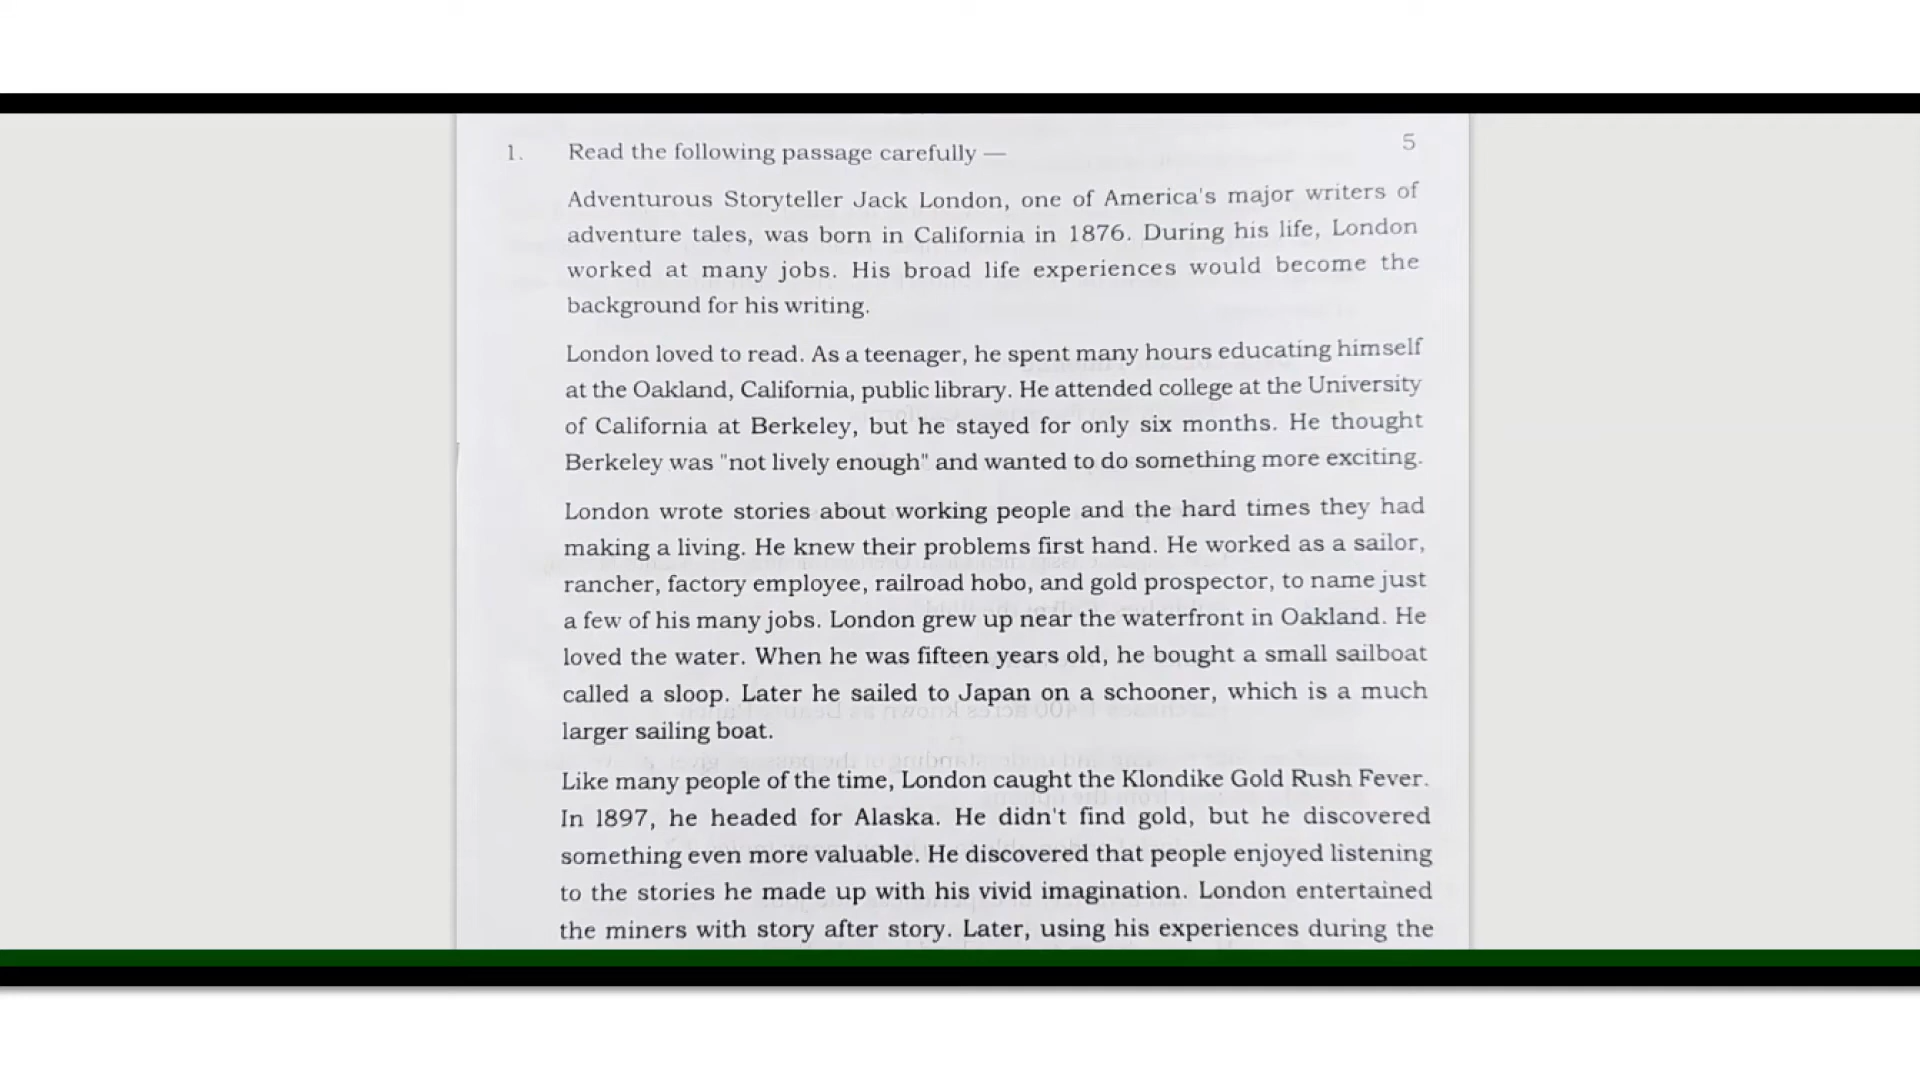 1. Read the following passage carefully — 5
Adventurous Storyteller Jack London, one of America's major writers of
adventure tales, was born in California in 1876. During his life, London
worked at many jobs. His broad life experiences would become the
background for his writing.
London loved to read. As a teenager, he spent many hours educating himself
at the Oakland, California, public library. He attended college at the University
of California at Berkeley, but he stayed for only six months. He thought
Berkeley was "not lively enough" and wanted to do something more exciting.
London wrote stories about working people and the hard times they had
making a living. He knew their problems first hand. He worked as a sailor,
rancher, factory employee, railroad hobo, and gold prospector, to name just
a few of his many jobs. London grew up near the waterfront in Oakland. He
loved the water. When he was fifteen years old, he bought a small sailboat
called a sloop. Later he sailed to Japan on a schooner, which is a much
larger sailing boat.
Like many people of the time, London caught the Klondike Gold Rush Fever.
In 1897, he headed for Alaska. He didn't find gold, but he discovered
something even more valuable. He discovered that people enjoyed listening
to the stories he made up with his vivid imagination. London entertained
the miners with story after story. Later, using his experiences during the